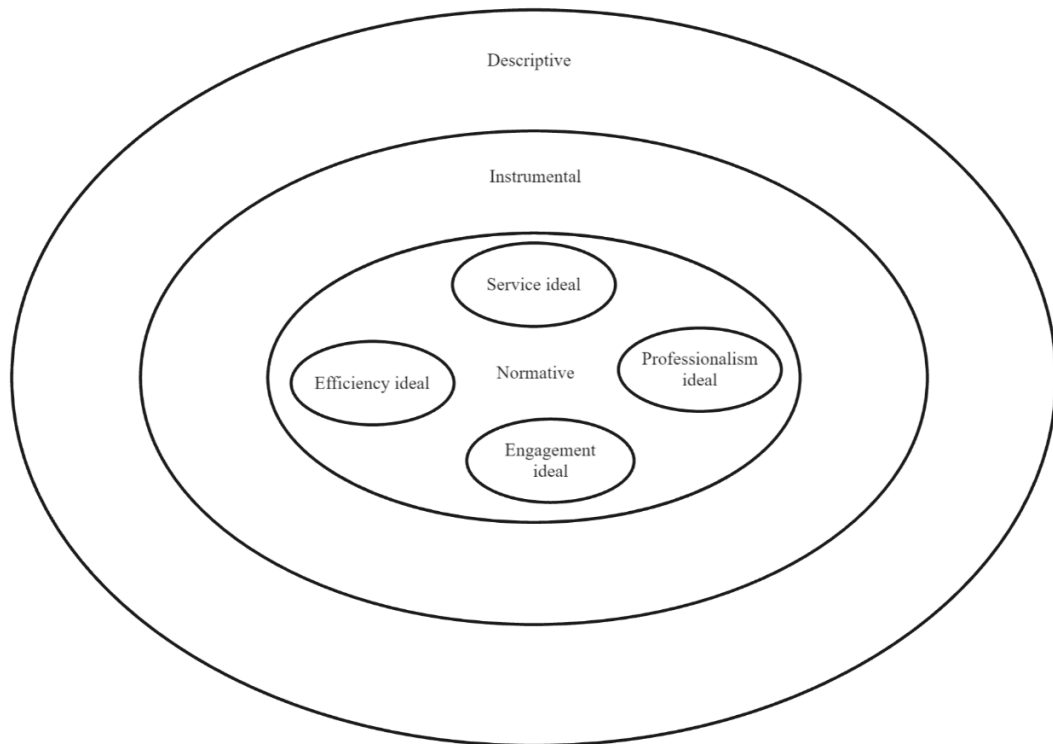 Descriptive
Instrumental
Service ideal
Efficiency ideal
Normative
Professionalism
ideal
Engagement
ideal